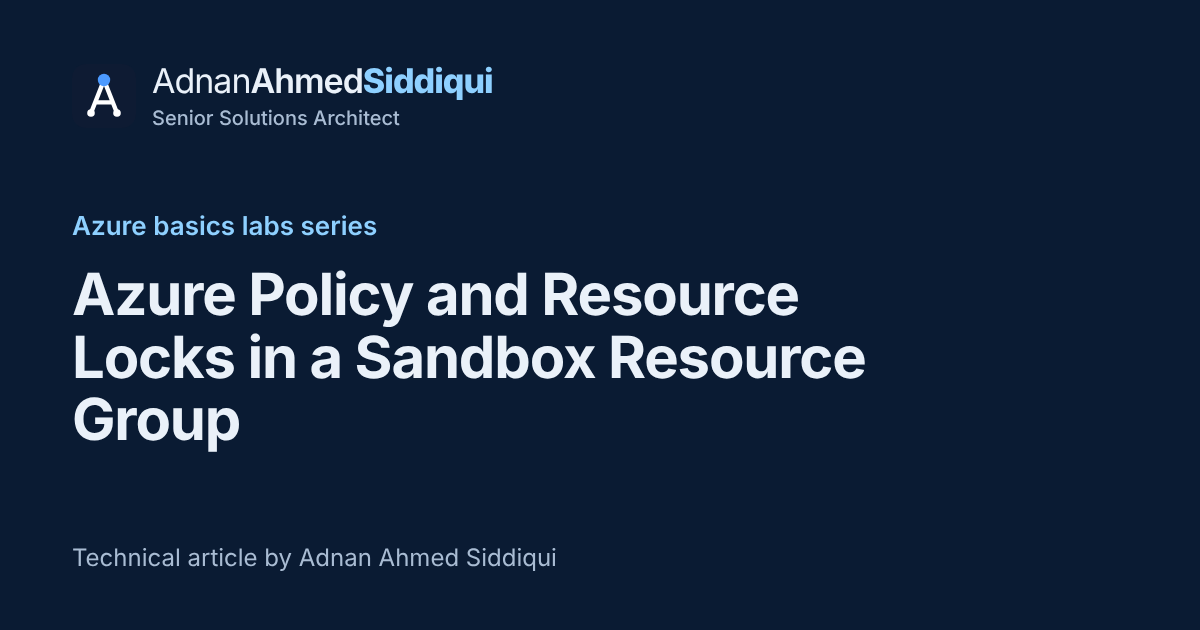 AdnanAhmedSiddiqui
Senior Solutions Architect
Azure basics labs series
Azure Policy and Resource
Locks in a Sandbox Resource
Group
Technical article by Adnan Ahmed Siddiqui